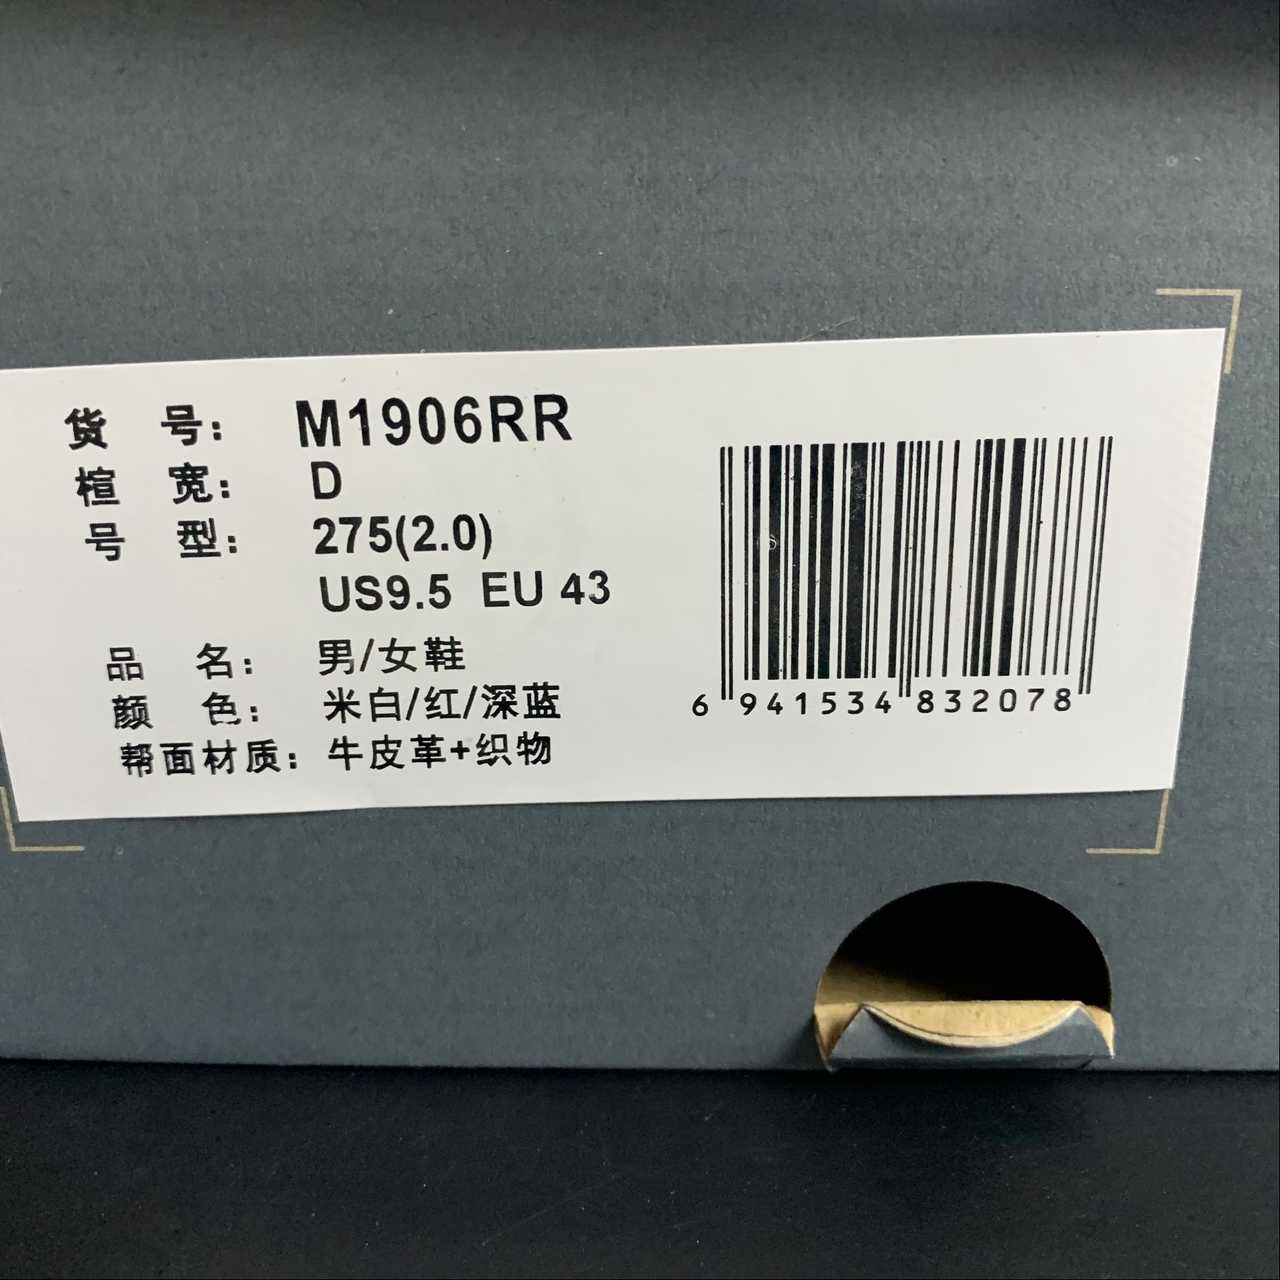 货 号： M1906RR
楦 宽： D
号 型： 275(2.0)
US9.5 EU 43
品 名： 男/女鞋
颜 色： 米白/红/深蓝
帮面材质： 牛皮革+织物
6 941534 832078